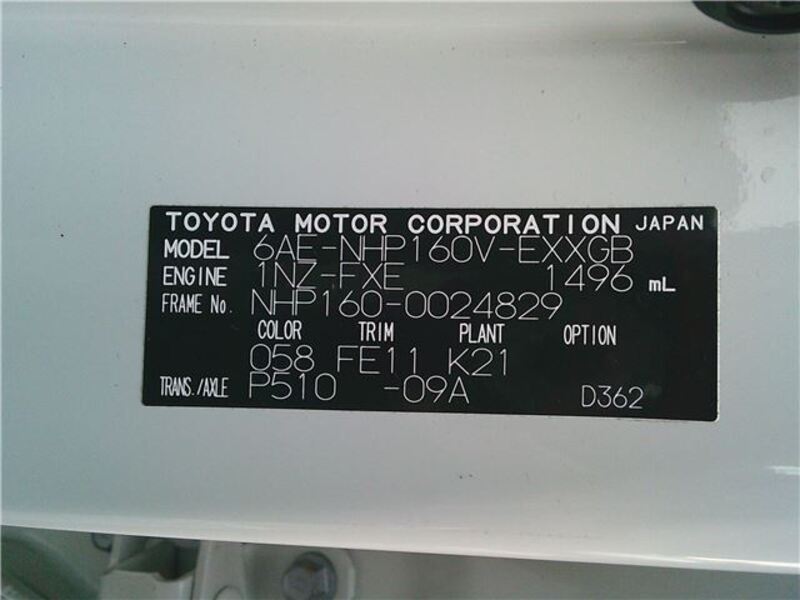 TOYOTA MOTOR CORPORATION JAPAN
MODEL 6AE-NHP160V-EXXGB
ENGINE 1NZ-FXE 1496 mL
FRAME No. NHP160-0024829
COLOR TRIM PLANT OPTION
058 FE11 K21
TRANS./AXLE P510 -09A D362